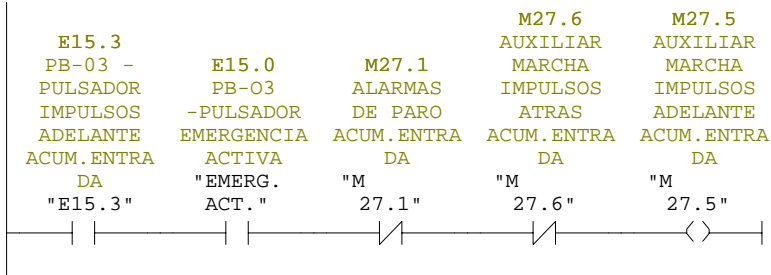 E15.3
PB-03 -
PULSADOR
IMPULSOS
ADELANTE
ACUM.ENTRA
DA
"E15.3"
E15.0
PB-O3
-PULSADOR
EMERGENCIA
ACTIVA
"EMERG.
ACT."
M27.1
ALARMAS
DE PARO
ACUM.ENTRA
DA
"M
27.1"
M27.6
AUXILIAR
MARCHA
IMPULSOS
ATRAS
ACUM.ENTRA
DA
"M
27.6"
M27.5
AUXILIAR
MARCHA
IMPULSOS
ADELANTE
ACUM.ENTRA
DA
"M
27.5"